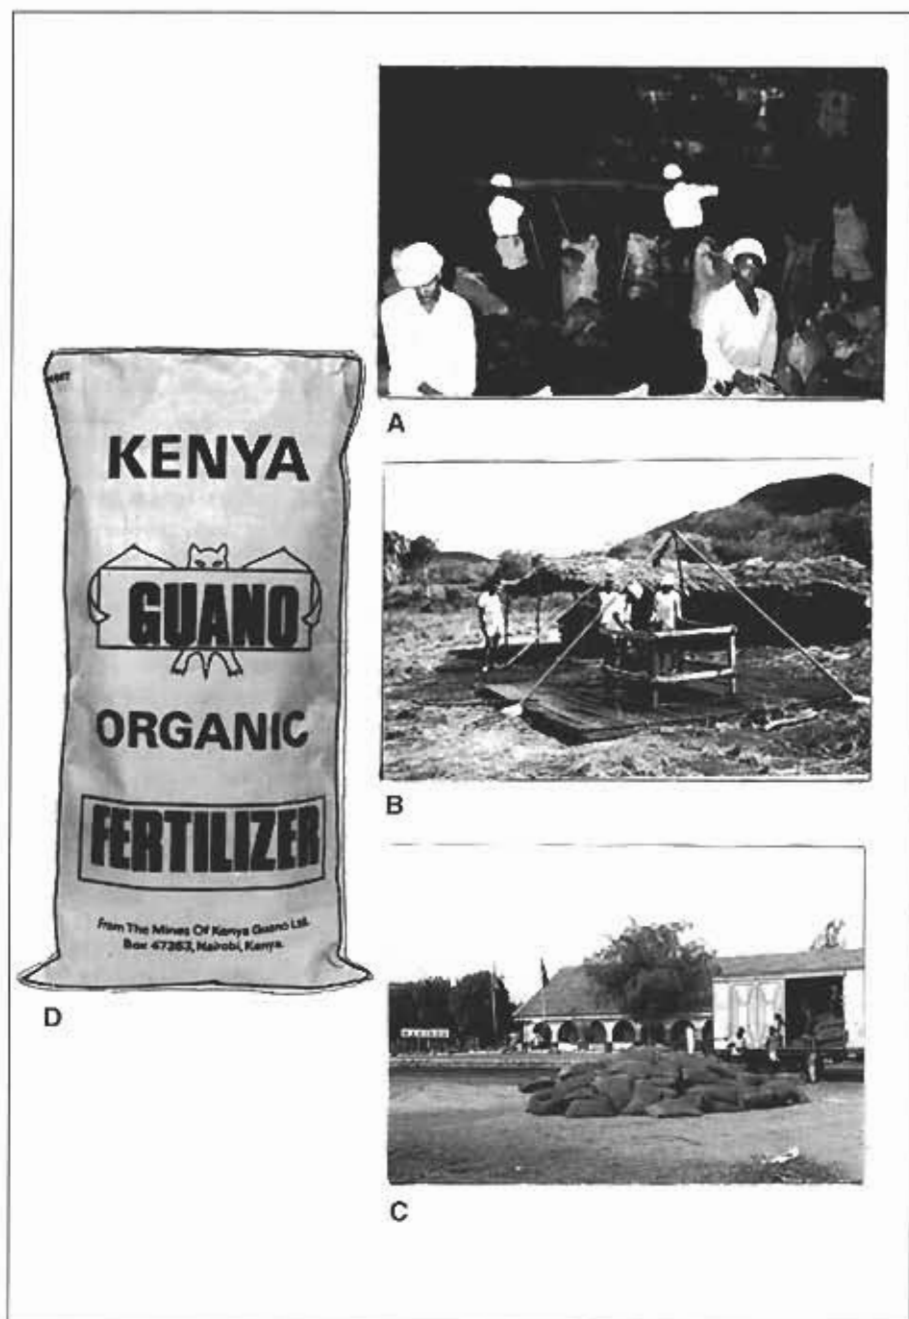 KENYA
GUANO
ORGANIC
FERTILIZER
From The Mines Of Kenya Guano Ltd.
Box 47363, Nairobi, Kenya.
D
A
B
C